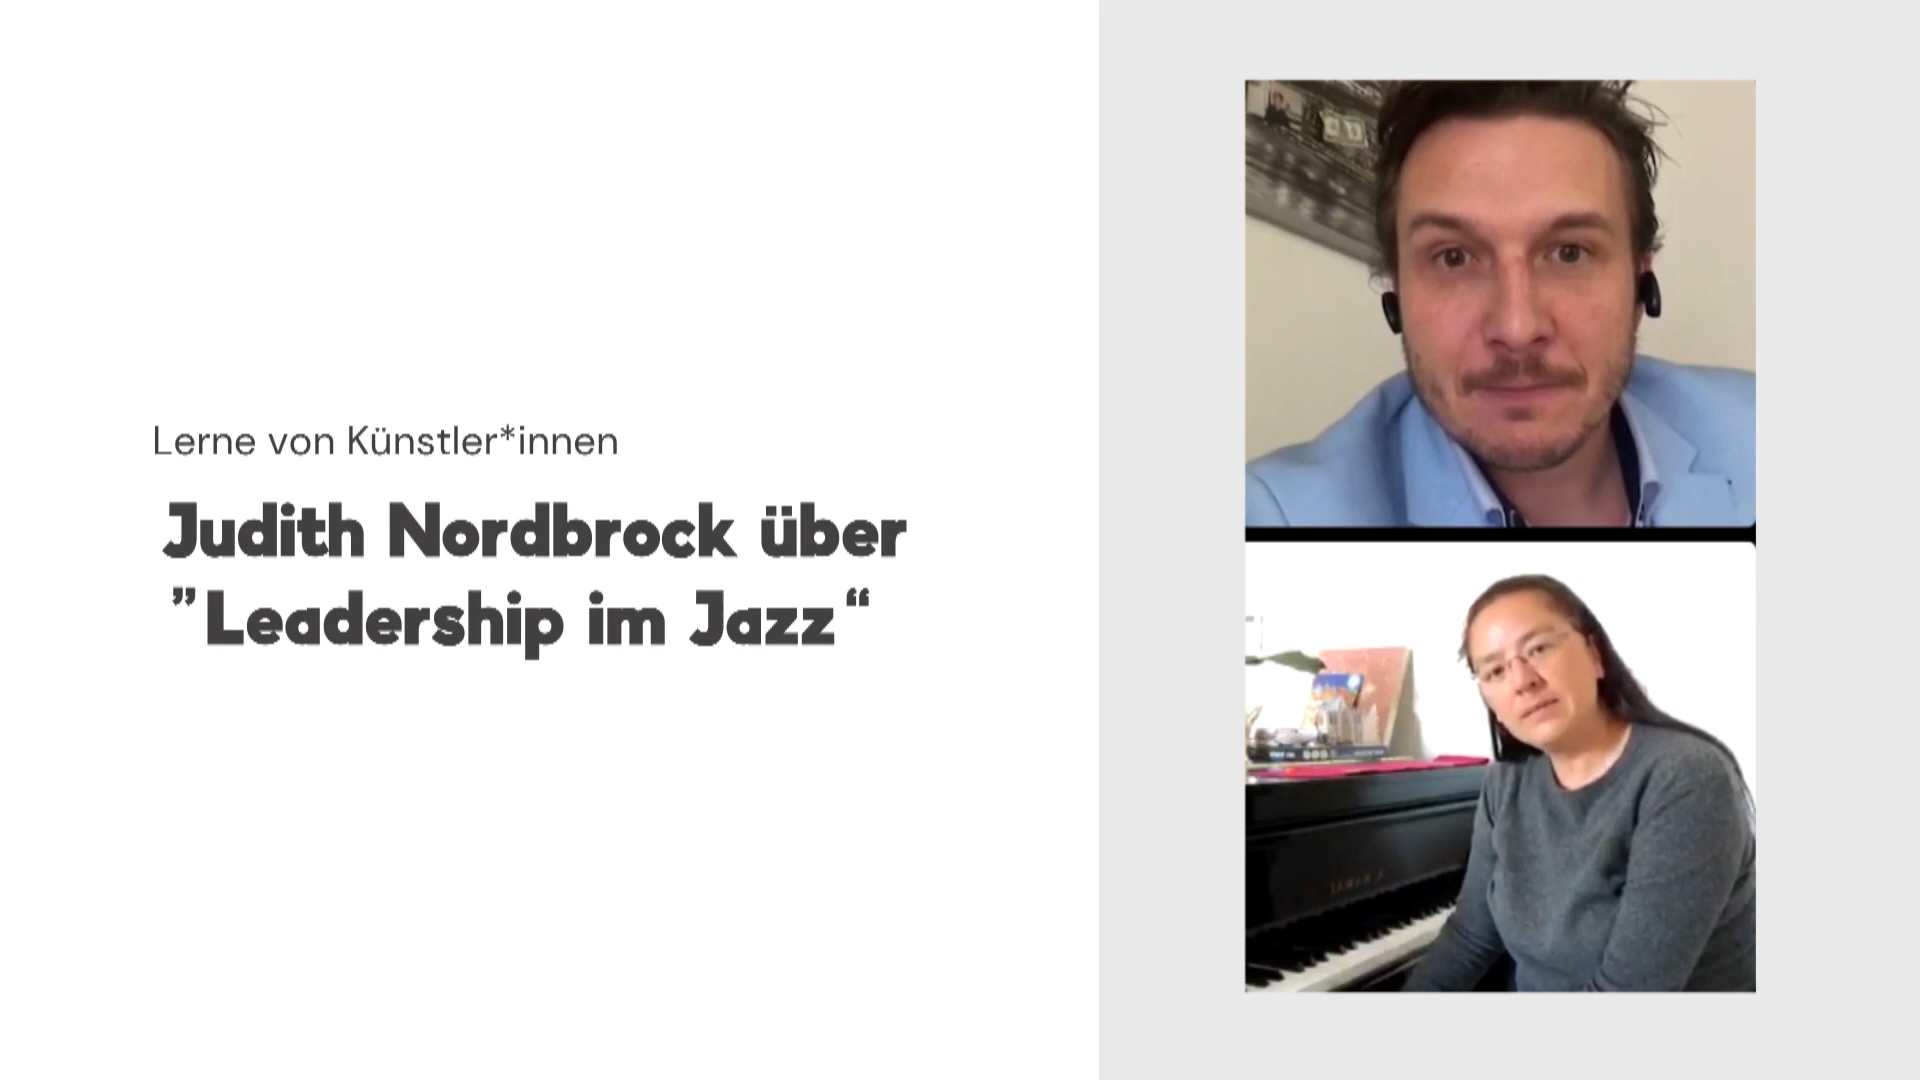 Lerne von Künstler*innen
Judith Nordbrock über
”Leadership im Jazz“